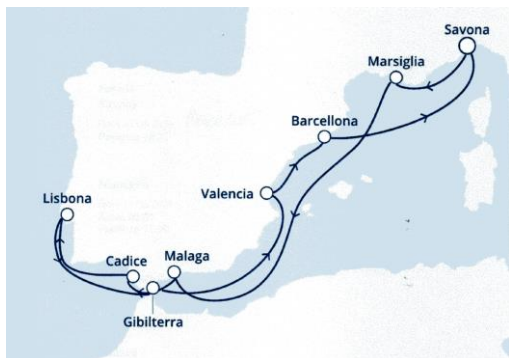 Savona
Marsiglia
Barcellona
Valencia
Lisbona
Cadice
Malaga
Gibilterra